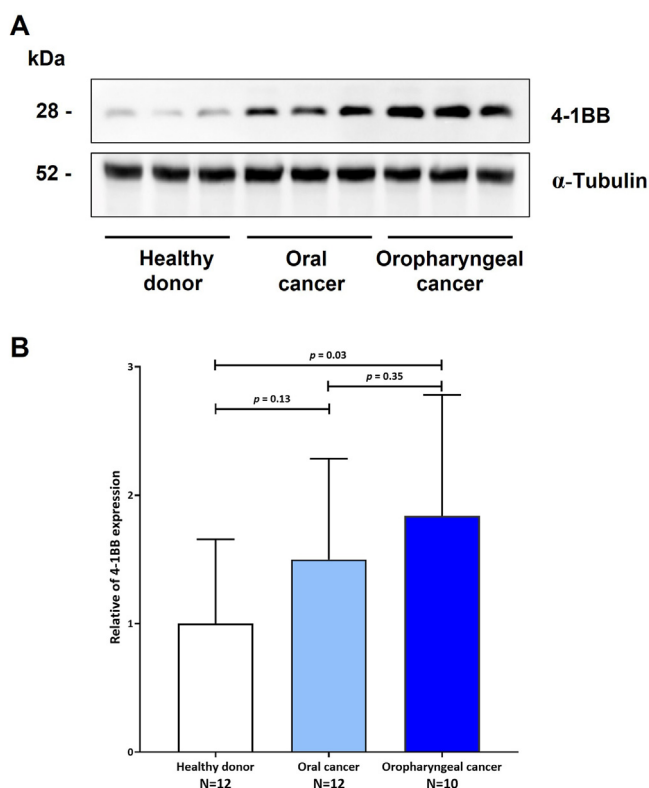 A
kDa
28 -
4-1BB
52 -
α-Tubulin
Healthy
donor
Oral
cancer
Oropharyngeal
cancer
B
Relative of 4-1BB expression
3
2
1
0
p = 0.03
p = 0.35
p = 0.13
Healthy donor
N=12
Oral cancer
N=12
Oropharyngeal cancer
N=10